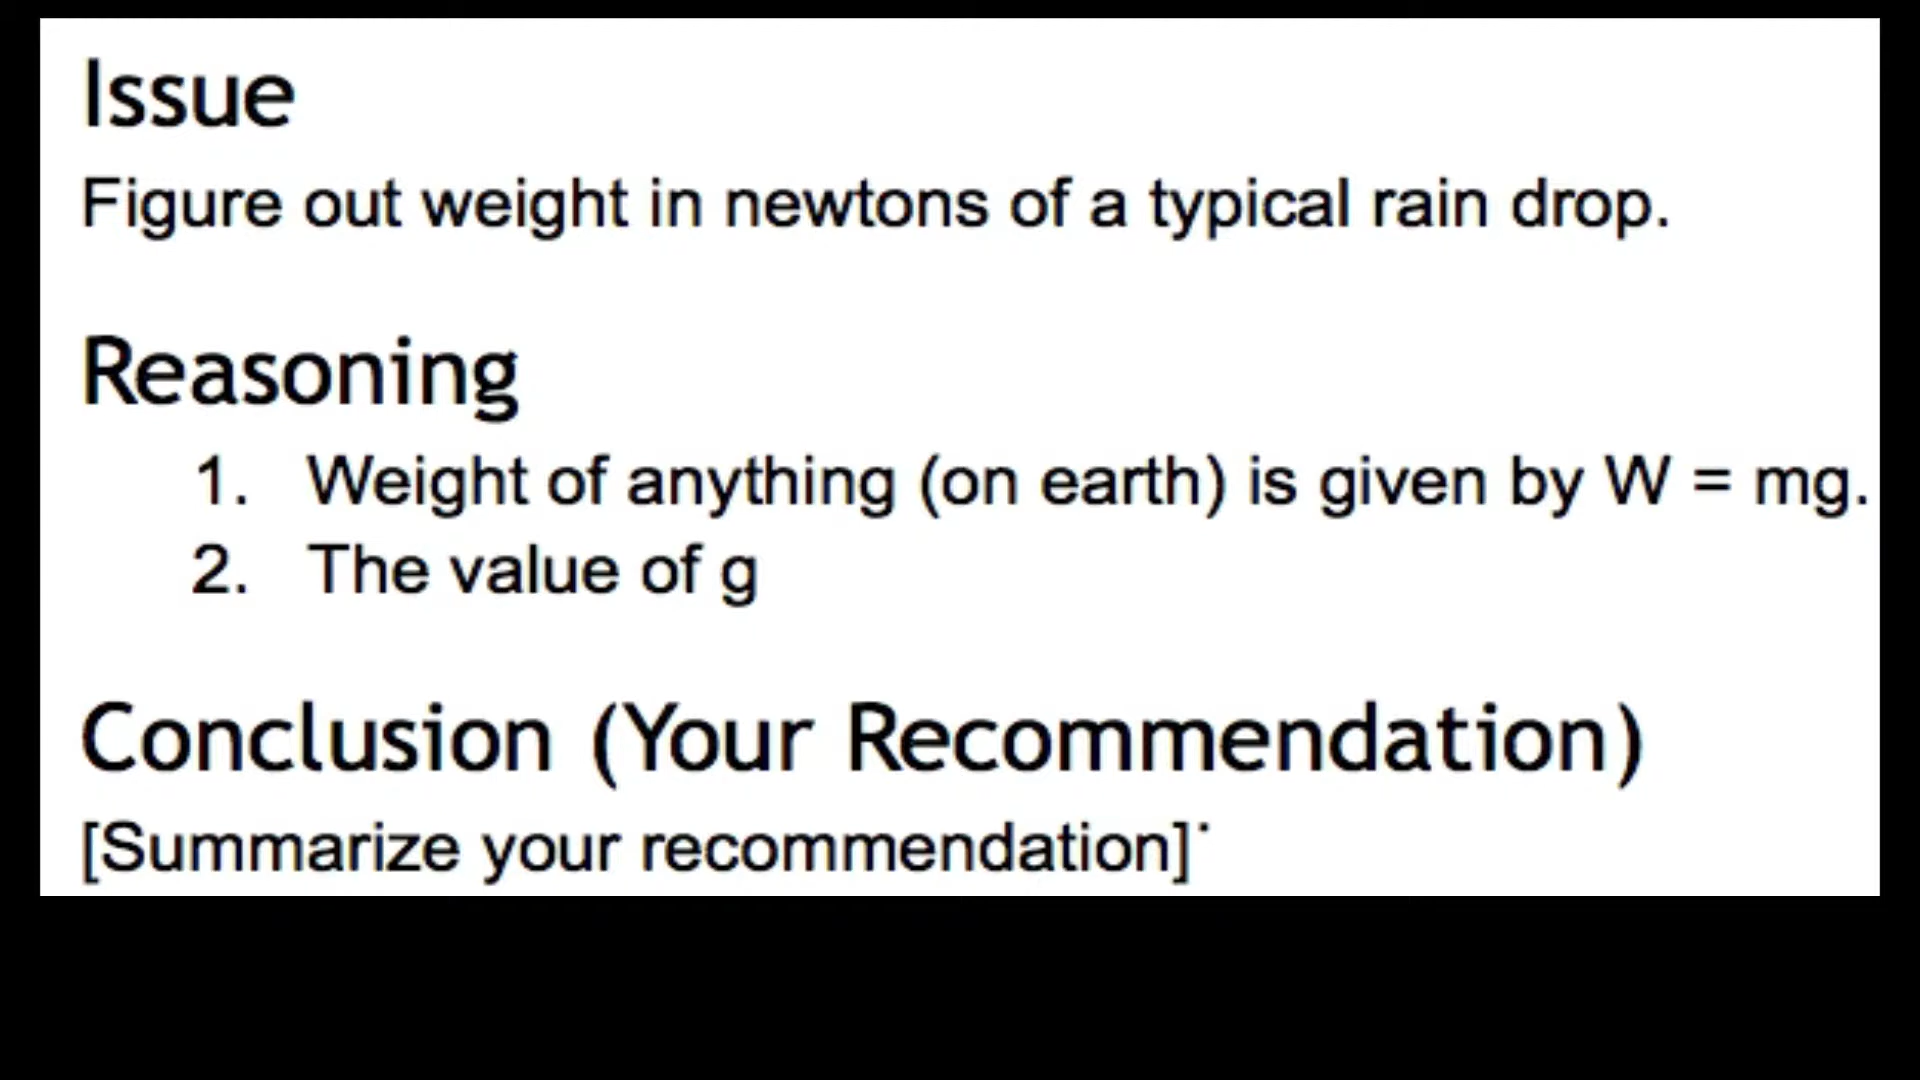 Issue
Figure out weight in newtons of a typical rain drop.
Reasoning
1. Weight of anything (on earth) is given by W = mg.
2. The value of g
Conclusion (Your Recommendation)
[Summarize your recommendation]